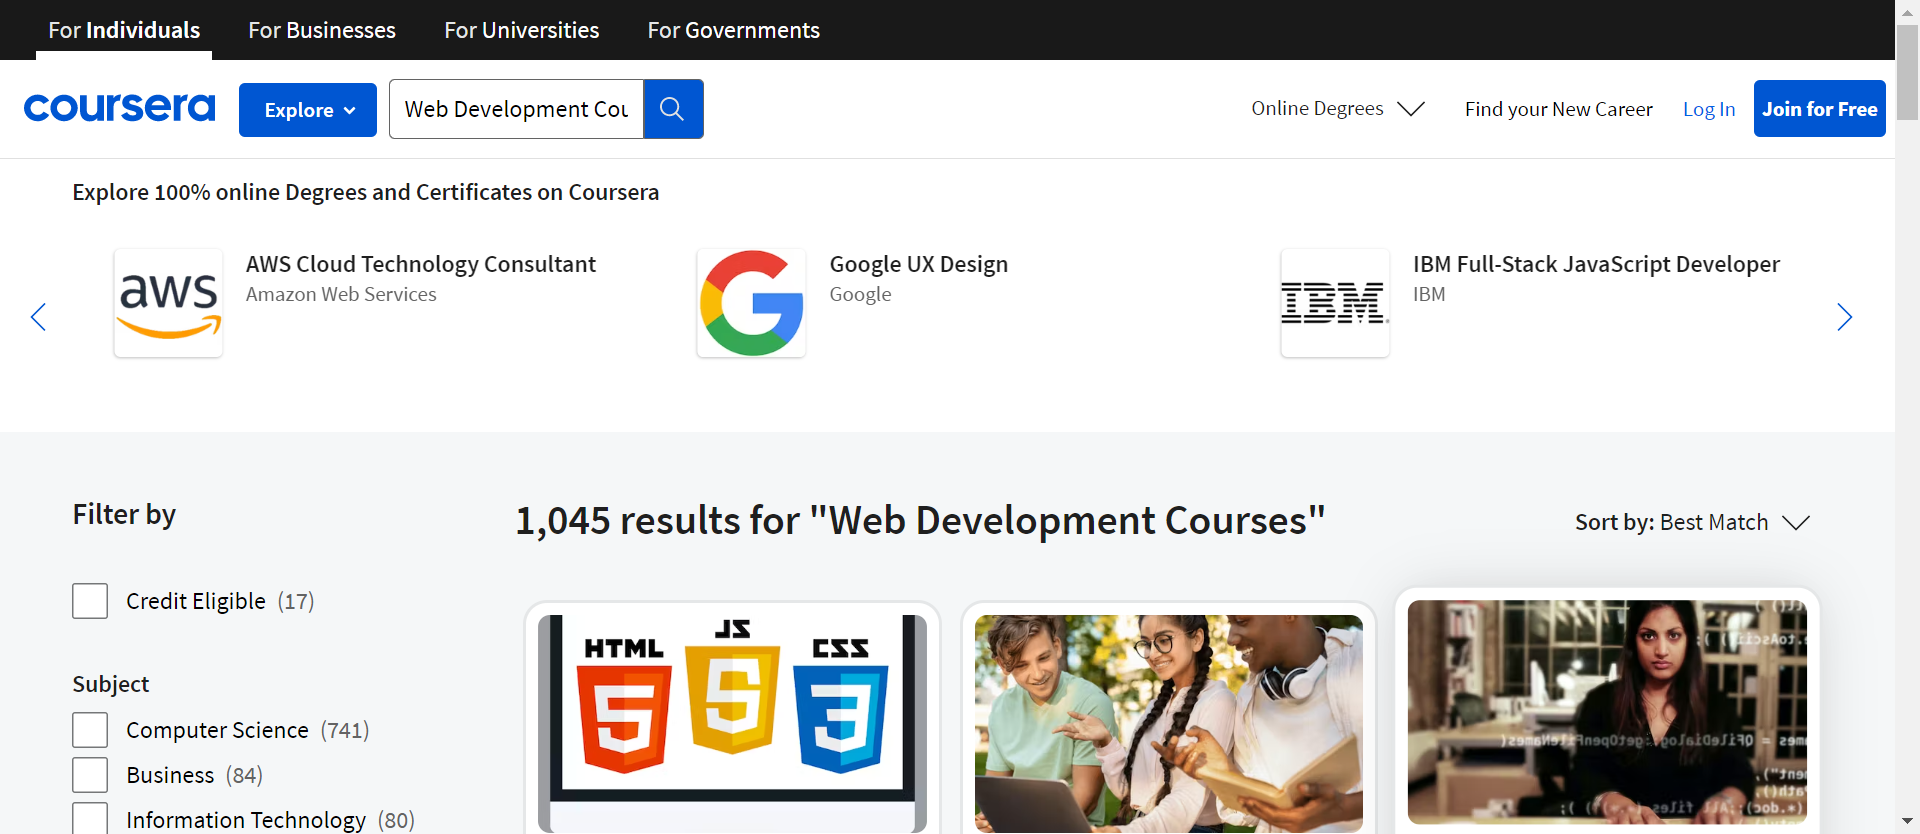 For Individuals For Businesses For Universities For Governments
coursera Explore Web Development Cou Online Degrees Find your New Career Log In Join for Free
Explore 100% online Degrees and Certificates on Coursera
aws
AWS Cloud Technology Consultant
Amazon Web Services
Google UX Design
Google
IBM
IBM Full-Stack JavaScript Developer
IBM
Filter by
1,045 results for "Web Development Courses"
Sort by: Best Match
Credit Eligible (17)
Subject
Computer Science (741)
Business (84)
Information Technology (80)
HTML JS CSS
5 5 3